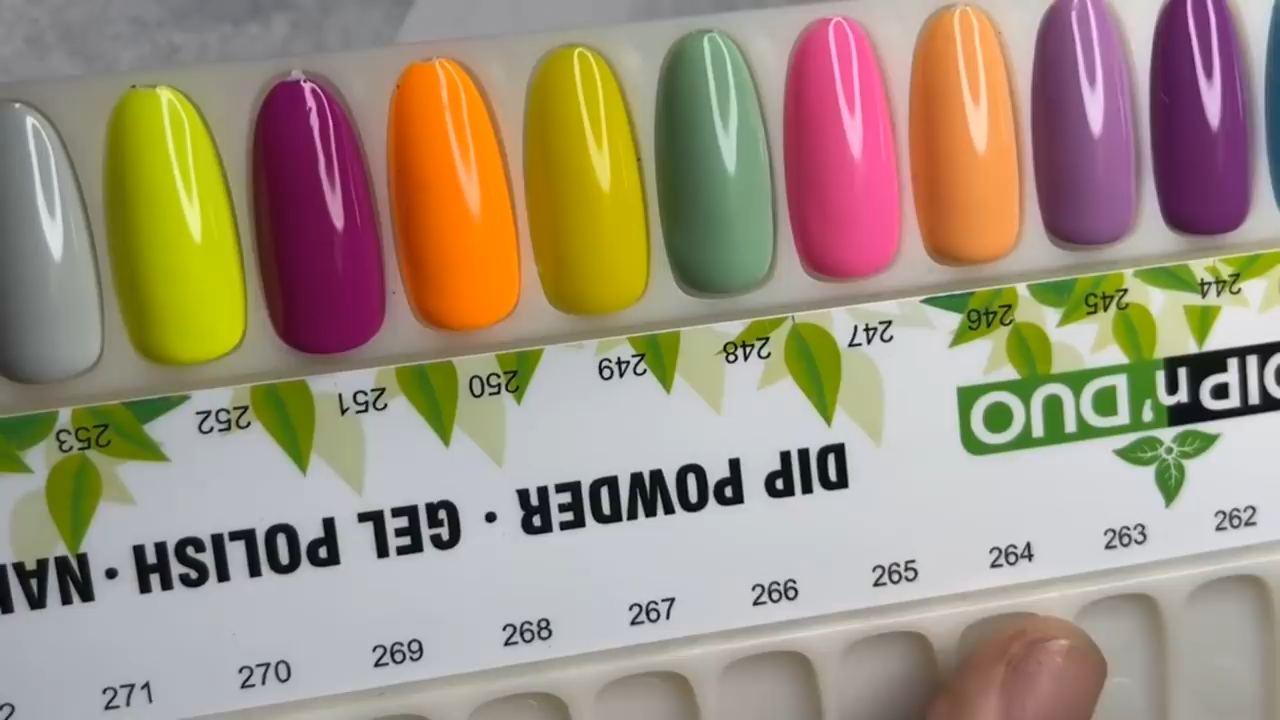 253 252 251 250 249 248 247 246 245 244
DIP n' DUO
DIP POWDER · GEL POLISH ·
271 270 269 268 267 266 265 264 263 262